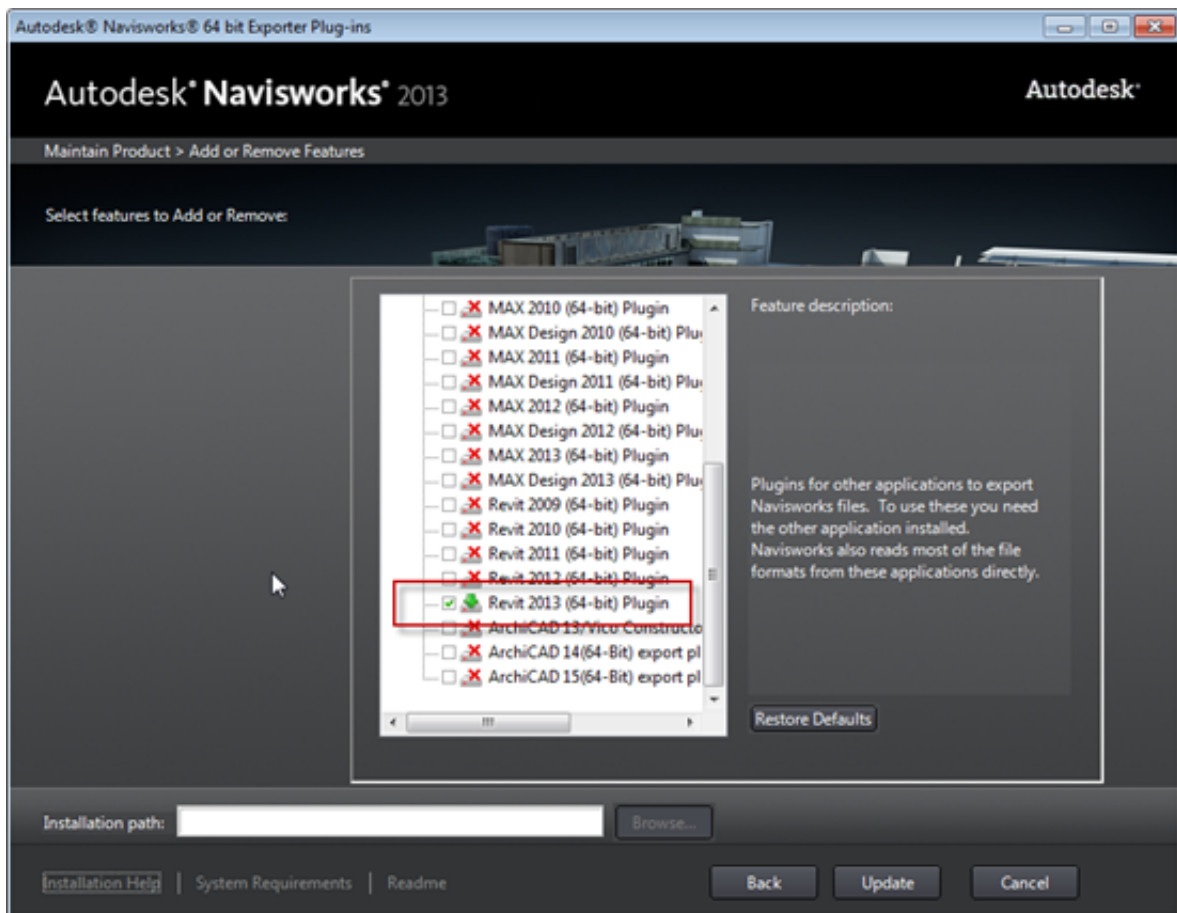 Autodesk® Navisworks® 64 bit Exporter Plug-ins
Autodesk® Navisworks® 2013
Autodesk®
Maintain Product > Add or Remove Features
Select features to Add or Remove:
MAX 2010 (64-bit) Plugin
MAX Design 2010 (64-bit) Plu
MAX 2011 (64-bit) Plugin
MAX Design 2011 (64-bit) Plu
MAX 2012 (64-bit) Plugin
MAX Design 2012 (64-bit) Plu
MAX 2013 (64-bit) Plugin
MAX Design 2013 (64-bit) Plu
Revit 2009 (64-bit) Plugin
Revit 2010 (64-bit) Plugin
Revit 2011 (64-bit) Plugin
Revit 2012 (64-bit) Plugin
Revit 2013 (64-bit) Plugin
ArchiCAD 13/Vico Constructo
ArchiCAD 14(64-Bit) export pl
ArchiCAD 15(64-Bit) export pl
Feature description:
Plugins for other applications to export
Navisworks files. To use these you need
the other application installed.
Navisworks also reads most of the file
formats from these applications directly.
Restore Defaults
Installation path:
Browse...
Installation Help | System Requirements | Readme
Back
Update
Cancel